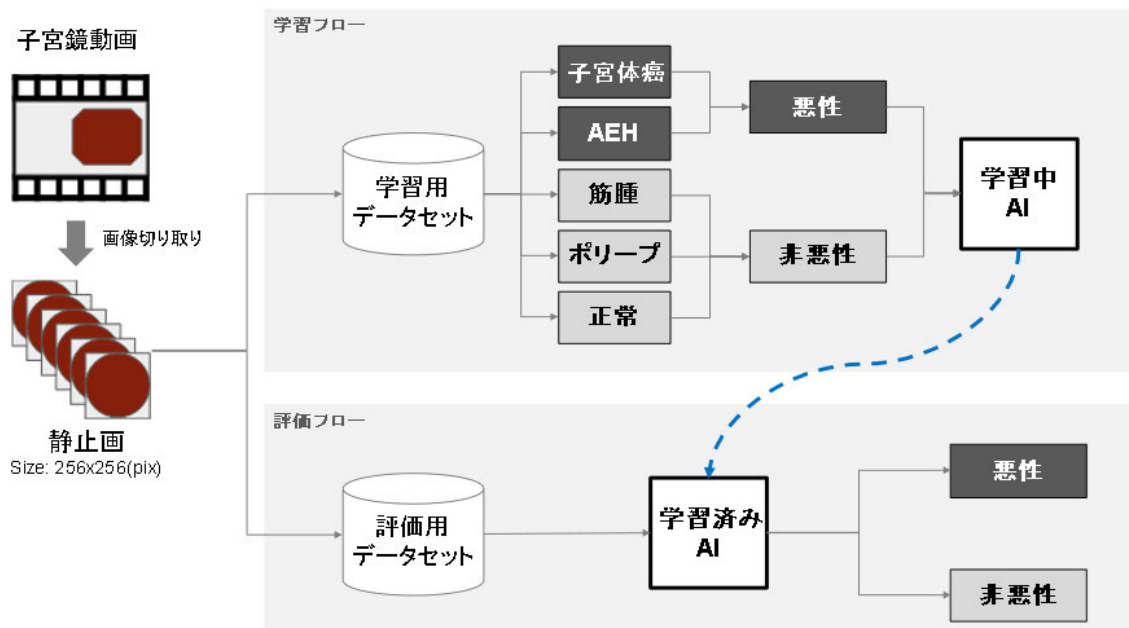 子宮鏡動画
画像切り取り
静止画
Size: 256x256(pix)
学習フロー
学習用
データセット
子宮体癌
AEH
筋腫
ポリープ
正常
悪性
非悪性
学習中
AI
評価フロー
評価用
データセット
学習済み
AI
悪性
非悪性